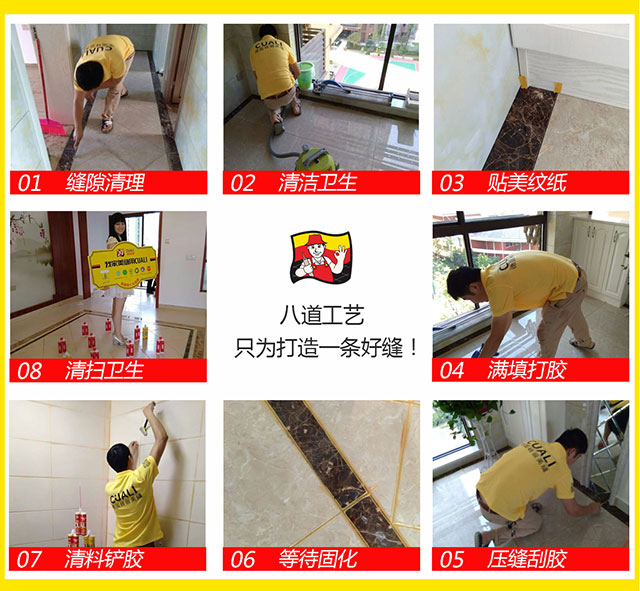 01 缝隙清理
02 清洁卫生
03 贴美纹纸
八道工艺
只为打造一条好缝！
04 满填打胶
05 压缝刮胶
06 等待固化
07 清料铲胶
08 清扫卫生
CUALI
CUALI
CUALI
CUALI